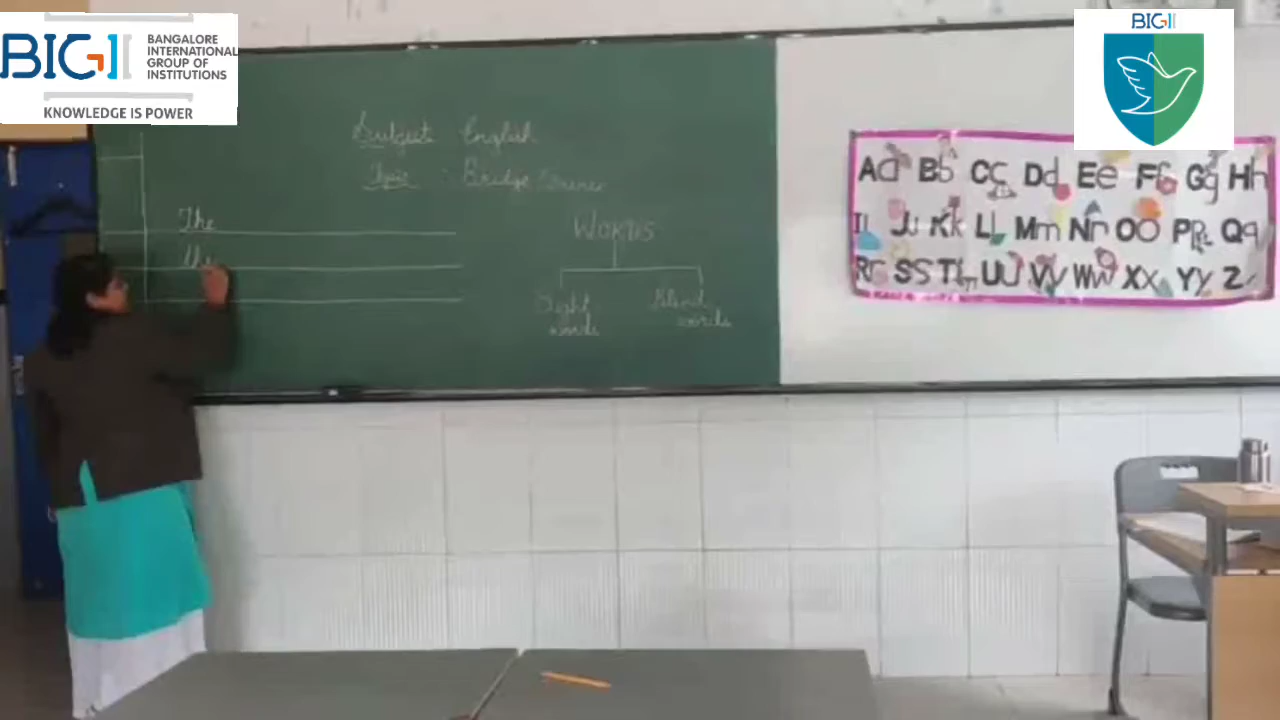 BIGI
BANGALORE
INTERNATIONAL
GROUP OF
INSTITUTIONS
KNOWLEDGE IS POWER
BIGI
Subject English
Topic : Bridge Course
The
The
WORDS
Sight words
Blend words
Aa Bb Cc Dd Ee Ff Gg Hh
Ii Jj Kk Ll Mm Nn Oo Pp Qq
Rr Ss Tt Uu Vv Ww Xx Yy Z